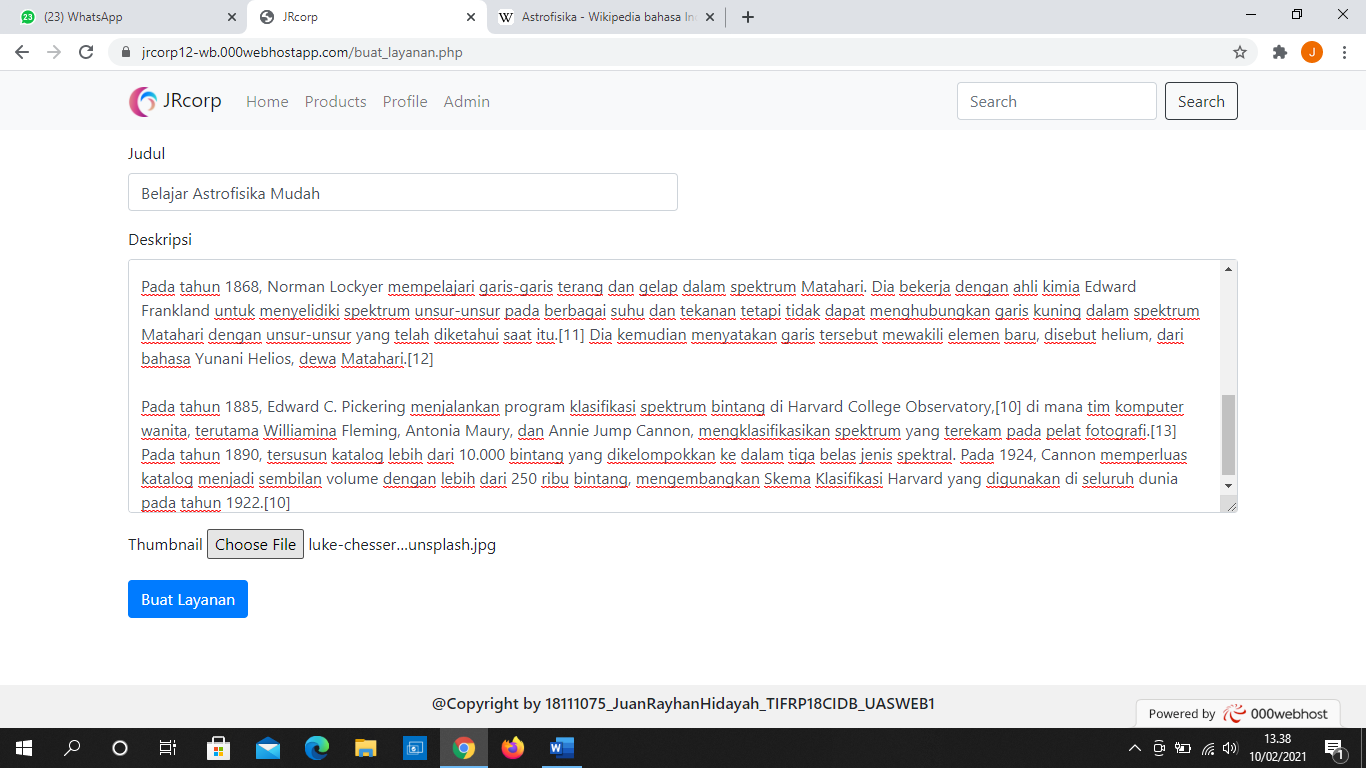 (23) WhatsApp
JRcorp
Astrofisika - Wikipedia bahasa In
jrcorp12-wb.000webhostapp.com/buat_layanan.php
J
JRcorp Home Products Profile Admin
Search Search
Judul
Belajar Astrofisika Mudah
Deskripsi
Pada tahun 1868, Norman Lockyer mempelajari garis-garis terang dan gelap dalam spektrum Matahari. Dia bekerja dengan ahli kimia Edward
Frankland untuk menyelidiki spektrum unsur-unsur pada berbagai suhu dan tekanan tetapi tidak dapat menghubungkan garis kuning dalam spektrum
Matahari dengan unsur-unsur yang telah diketahui saat itu.[11] Dia kemudian menyatakan garis tersebut mewakili elemen baru, disebut helium, dari
bahasa Yunani Helios, dewa Matahari.[12]
Pada tahun 1885, Edward C. Pickering menjalankan program klasifikasi spektrum bintang di Harvard College Observatory,[10] di mana tim komputer
wanita, terutama Williamina Fleming, Antonia Maury, dan Annie Jump Cannon, mengklasifikasikan spektrum yang terekam pada pelat fotografi.[13]
Pada tahun 1890, tersusun katalog lebih dari 10.000 bintang yang dikelompokkan ke dalam tiga belas jenis spektral. Pada 1924, Cannon memperluas
katalog menjadi sembilan volume dengan lebih dari 250 ribu bintang, mengembangkan Skema Klasifikasi Harvard yang digunakan di seluruh dunia
pada tahun 1922.[10]
Thumbnail Choose File luke-chesser...unsplash.jpg
Buat Layanan
@Copyright by 18111075_JuanRayhanHidayah_TIFRP18CIDB_UASWEB1
Powered by 000webhost
13.38
10/02/2021
1